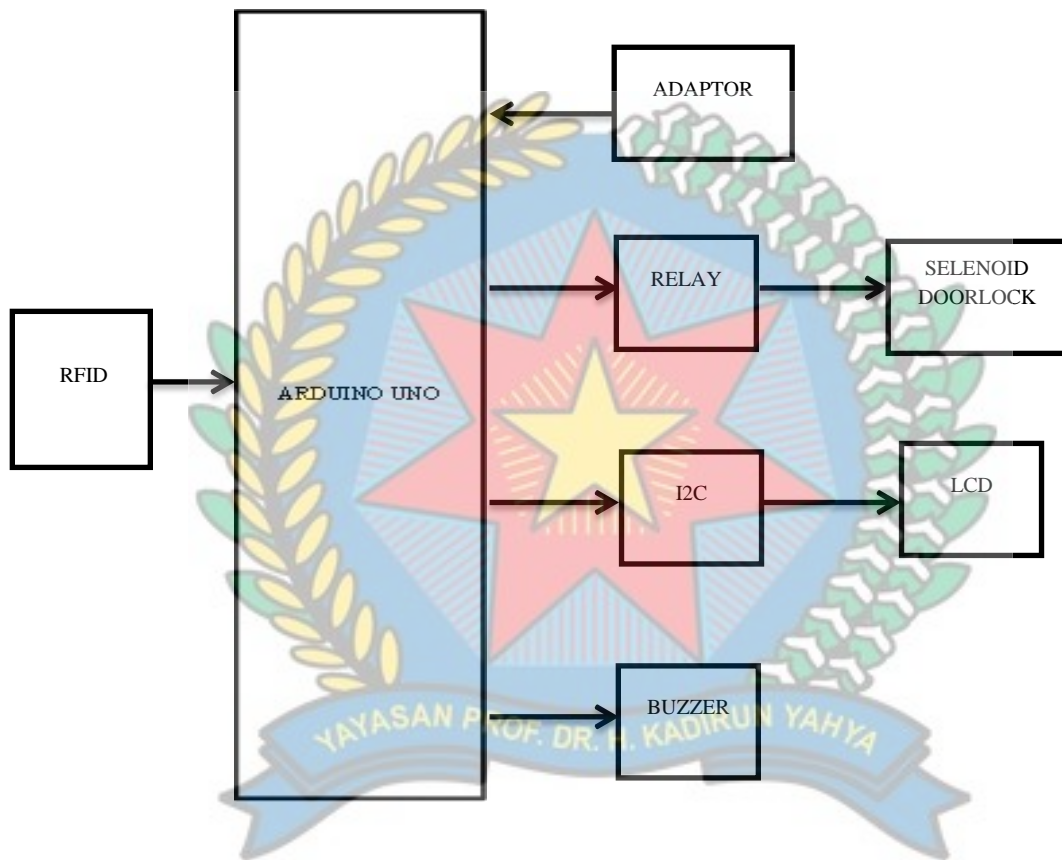 ADAPTOR
RELAY
SELENOID
DOORLOCK
RFID
ARDUINO UNO
I2C
LCD
BUZZER
YAYASAN PROF. DR. H. KADIRUN YAHYA